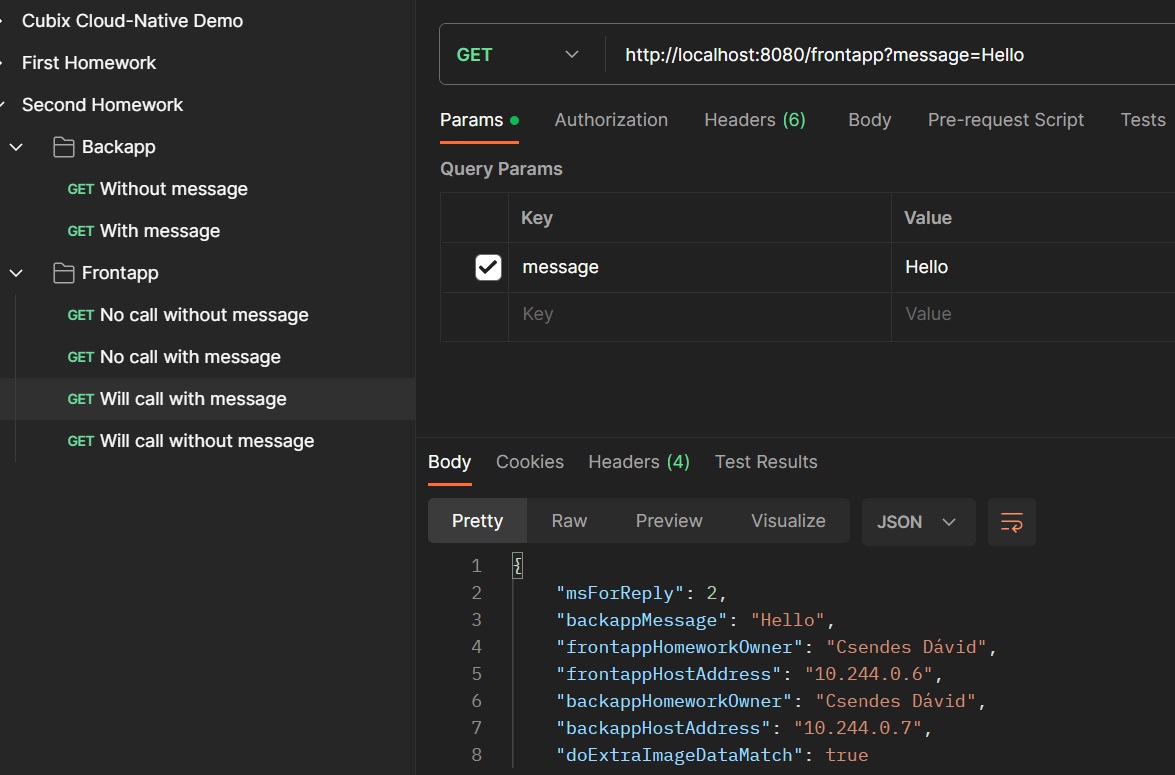 Cubix Cloud-Native Demo
First Homework
Second Homework
Backapp
GET Without message
GET With message
Frontapp
GET No call without message
GET No call with message
GET Will call with message
GET Will call without message
GET http://localhost:8080/frontapp?message=Hello
Params Authorization Headers (6) Body Pre-request Script Tests
Query Params
Key Value
message Hello
Key Value
Body Cookies Headers (4) Test Results
Pretty Raw Preview Visualize JSON
1 {
2 "msForReply": 2,
3 "backappMessage": "Hello",
4 "frontappHomeworkOwner": "Csendes Dávid",
5 "frontappHostAddress": "10.244.0.6",
6 "backappHomeworkOwner": "Csendes Dávid",
7 "backappHostAddress": "10.244.0.7",
8 "doExtraImageDataMatch": true